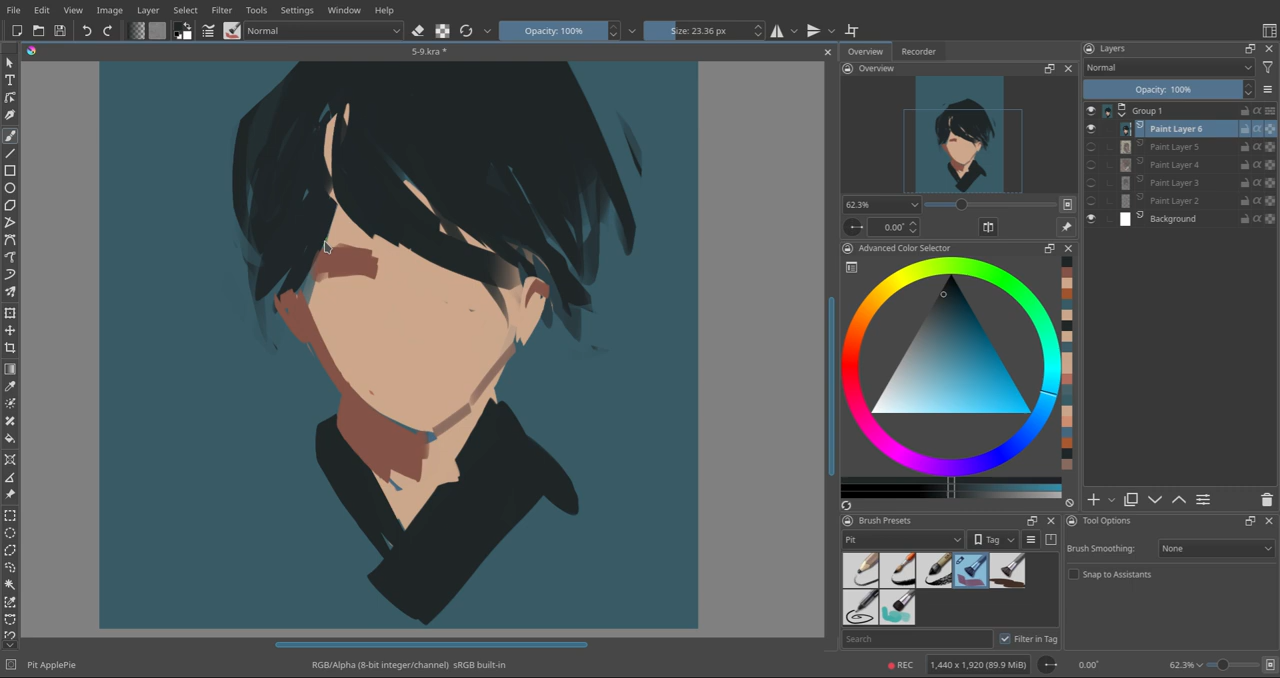 File Edit View Image Layer Select Filter Tools Settings Window Help
Normal Opacity: 100% Size: 23.36 px
5-9.kra * Overview Recorder Layers
Overview Normal
Opacity: 100%
Group 1
Paint Layer 6
Paint Layer 5
Paint Layer 4
Paint Layer 3
Paint Layer 2
62.3%
Background
0.00°
Advanced Color Selector
Brush Presets Tool Options
Pit Tag
Brush Smoothing: None
Snap to Assistants
Search Filter in Tag
Pit ApplePie RGB/Alpha (8-bit integer/channel) sRGB built-in REC 1,440 x 1,920 (89.9 MiB) 0.00° 62.3%